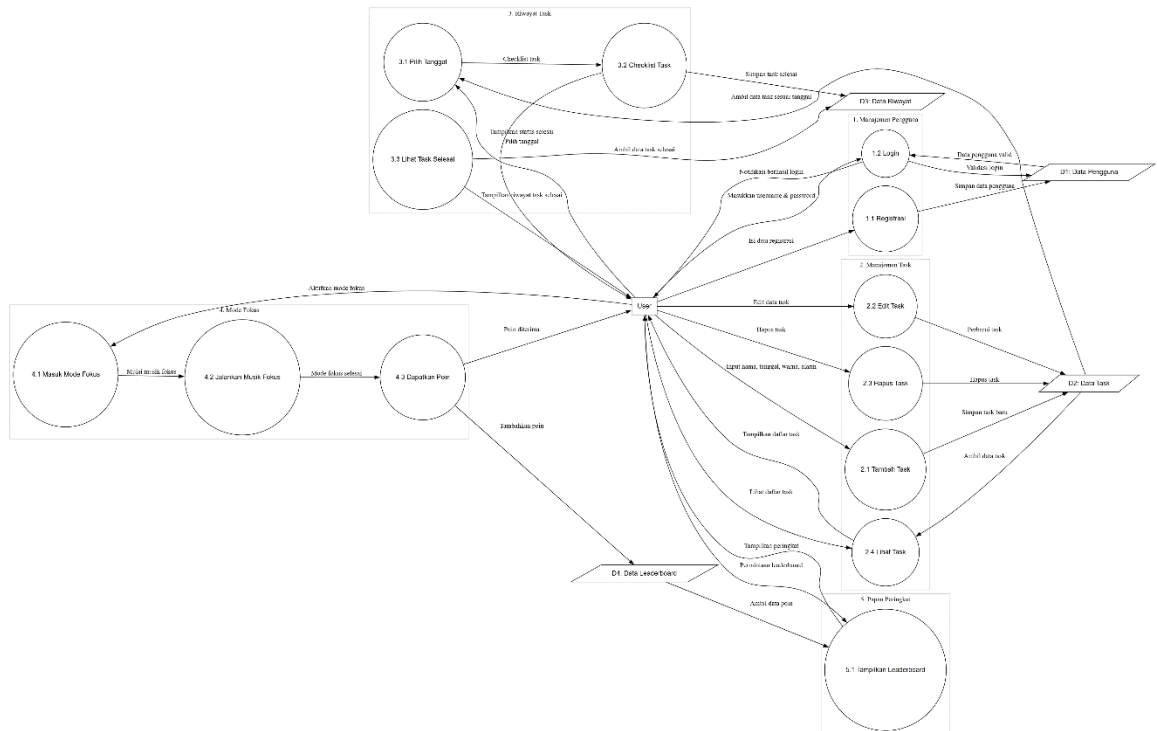 3. Riwayat Task
3.1 Pilih Tanggal
Checklist task
3.2 Checklist Task
Simpan task selesai
Ambil data task sesuai tanggal
D3: Data Riwayat
Tampilkan status selesai
Pilih tanggal
3.3 Lihat Task Selesai
Ambil data task selesai
Tampilkan riwayat task selesai
1. Manajemen Pengguna
1.2 Login
Data pengguna valid
Validasi login
D1: Data Pengguna
Notifikasi berhasil login
Masukkan username & password
Simpan data pengguna
1.1 Registrasi
Isi data registrasi
2. Manajemen Task
User
Edit data task
2.2 Edit Task
Perbarui task
Hapus task
2.3 Hapus Task
Hapus task
D2: Data Task
Input nama, tanggal, warna, alarm
Simpan task baru
2.1 Tambah Task
Tampilkan daftar task
Ambil data task
Lihat daftar task
2.4 Lihat Task
Aktifkan mode fokus
4. Mode Fokus
4.1 Masuk Mode Fokus
Mulai musik fokus
4.2 Jalankan Musik Fokus
Mode fokus selesai
4.3 Dapatkan Poin
Poin diterima
Tambahkan poin
Tampilkan peringkat
Permintaan leaderboard
D4: Data Leaderboard
Ambil data poin
5. Papan Peringkat
5.1 Tampilkan Leaderboard